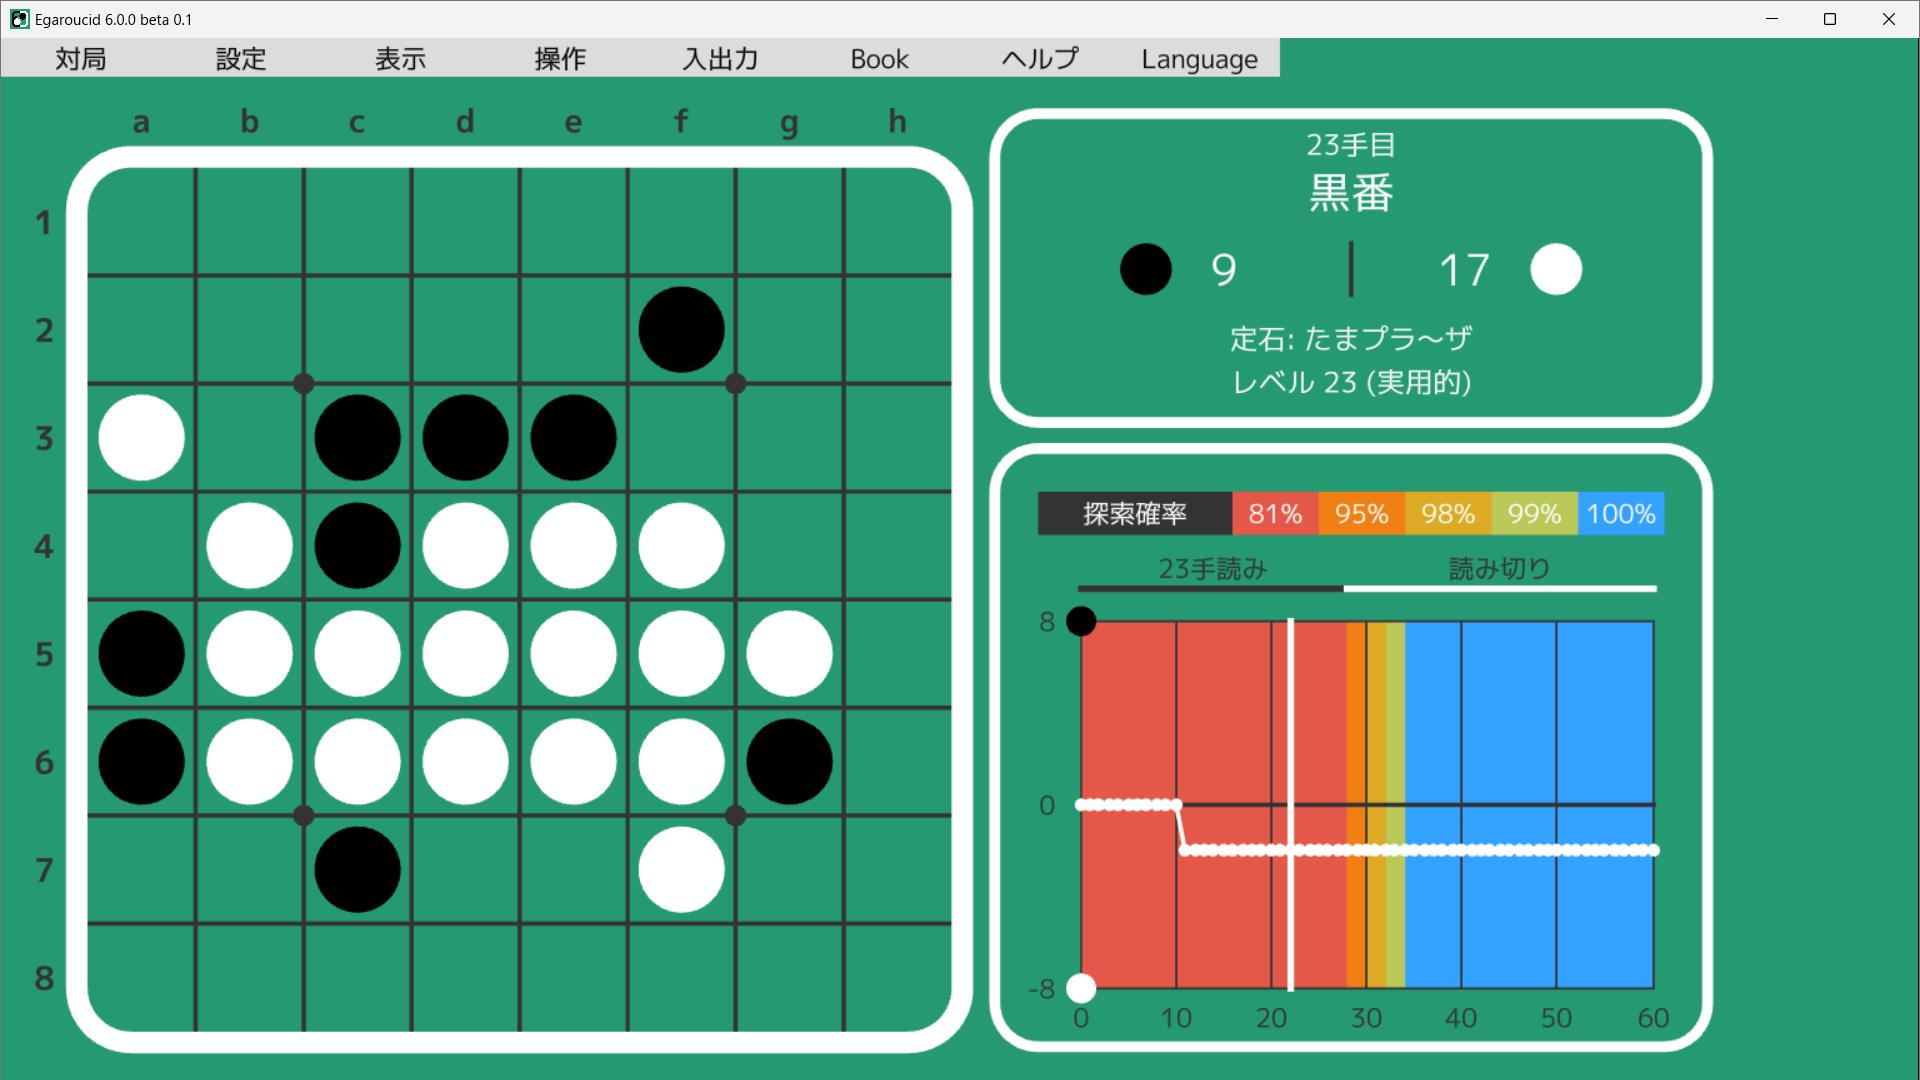 Egaroucid 6.0.0 beta 0.1
対局 設定 表示 操作 入出力 Book ヘルプ Language
a b c d e f g h
1
2
3
4
5
6
7
8
23手目
黒番
9 17
定石: たまプラ〜ザ
レベル 23 (実用的)
探索確率 81% 95% 98% 99% 100%
23手読み 読み切り
8
0
-8
0 10 20 30 40 50 60